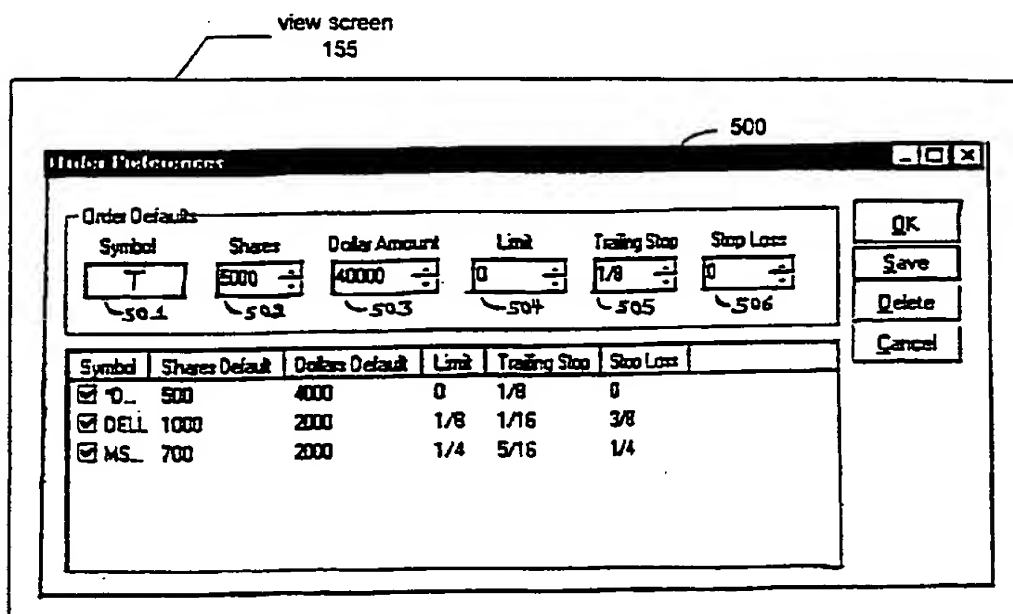 view screen
155
500
Order Preferences
Order Defaults
Symbol Shares Dollar Amount Limit Trailing Stop Stop Loss
T 5000 40000 0 1/8 0
501 502 503 504 505 506
OK
Save
Delete
Cancel
Symbol Shares Default Dollars Default Limit Trailing Stop Stop Loss
"D... 500 4000 0 1/8 0
DELL 1000 2000 1/8 1/16 3/8
MS... 700 2000 1/4 5/16 1/4